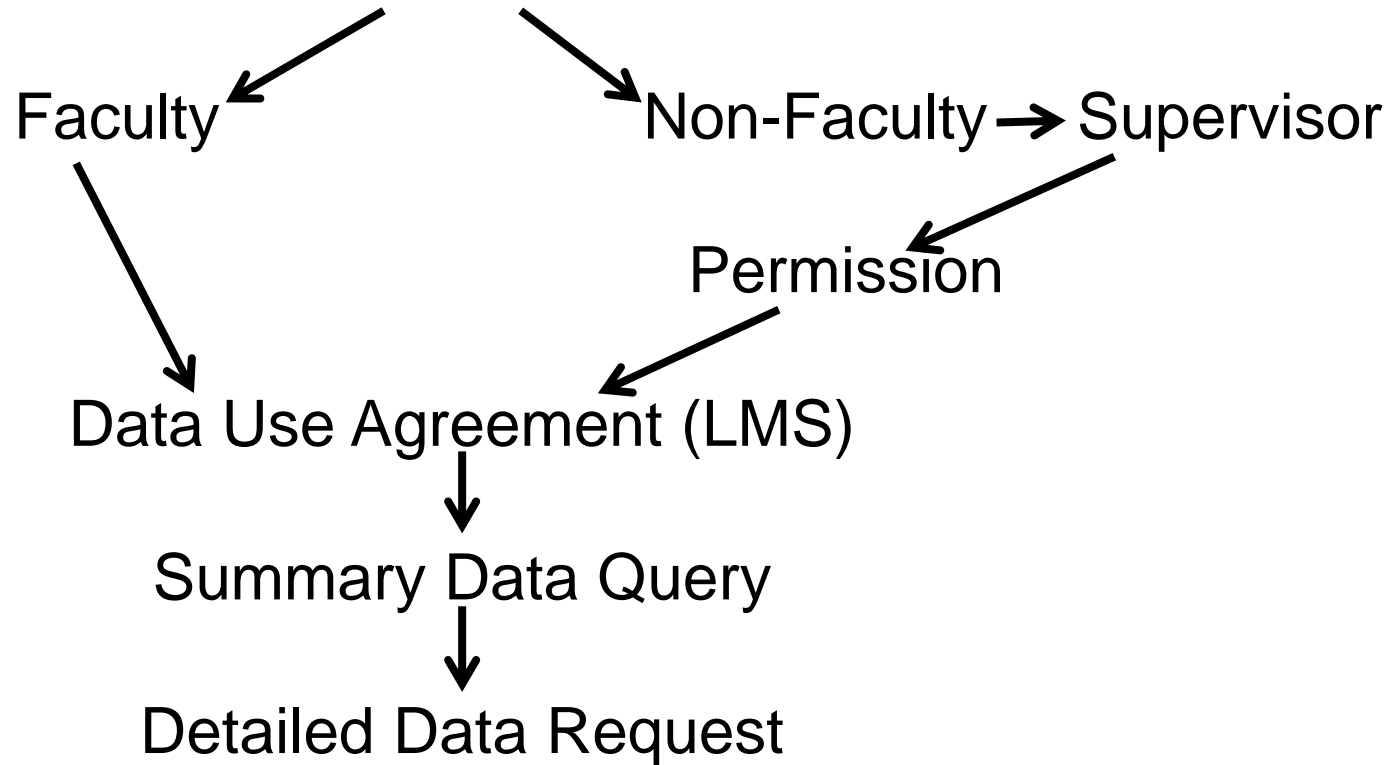 Faculty
Non-Faculty
Supervisor
Permission
Data Use Agreement (LMS)
Summary Data Query
Detailed Data Request